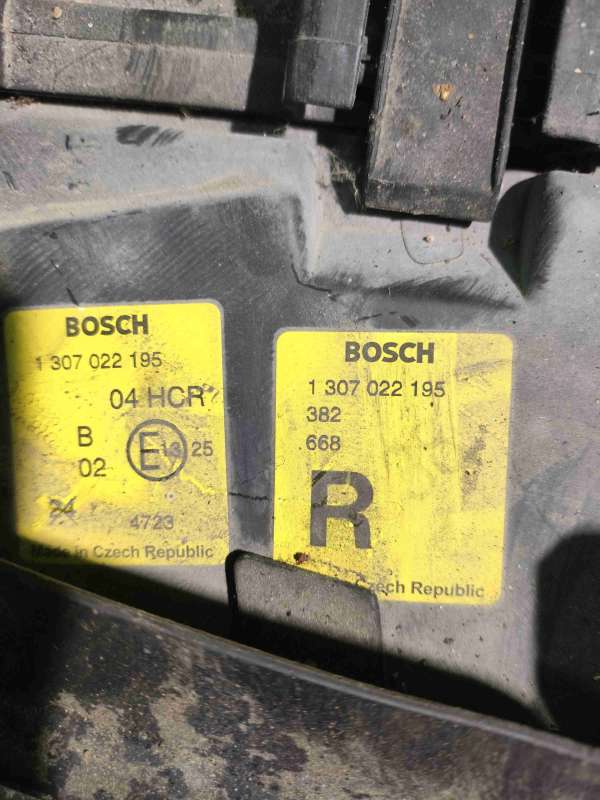 BOSCH
1 307 022 195
04 HCR
B
02
E 13 25
24
4723
Made in Czech Republic
BOSCH
1 307 022 195
382
668
R
Czech Republic